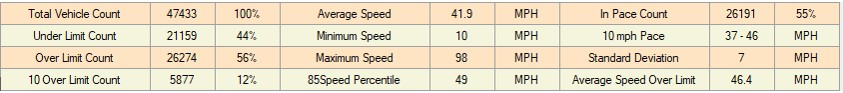 Total Vehicle Count 47433 100% Average Speed 41.9 MPH In Pace Count 26191 55%
Under Limit Count 21159 44% Minimum Speed 10 MPH 10 mph Pace 37 - 46 MPH
Over Limit Count 26274 56% Maximum Speed 98 MPH Standard Deviation 7 MPH
10 Over Limit Count 5877 12% 85Speed Percentile 49 MPH Average Speed Over Limit 46.4 MPH